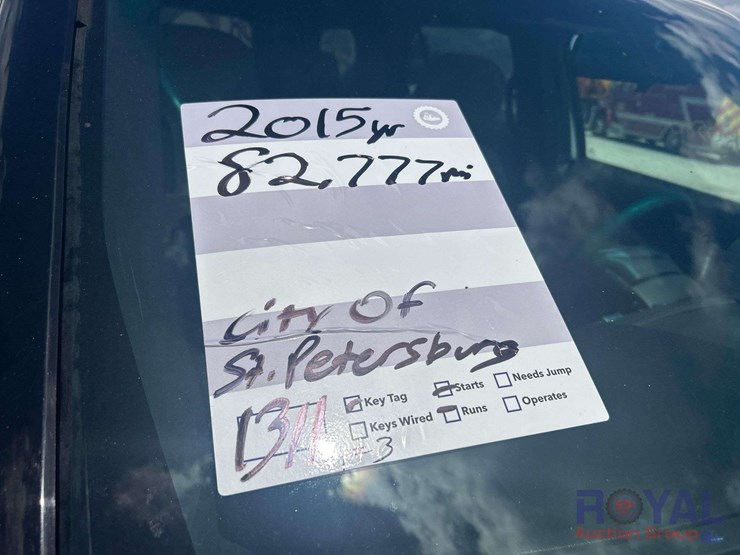 2015yr
82,777mi
City Of
St. Petersburg
Key Tag Starts Needs Jump
Keys Wired Runs Operates
1311
3
ROYAL
Auction Group